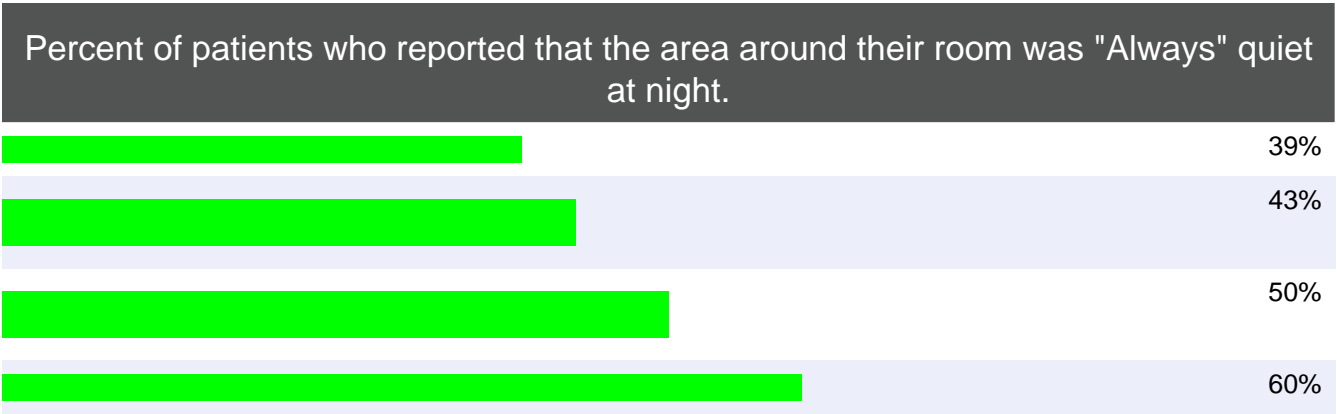 Percent of patients who reported that the area around their room was "Always" quiet
at night.
39%
43%
50%
60%